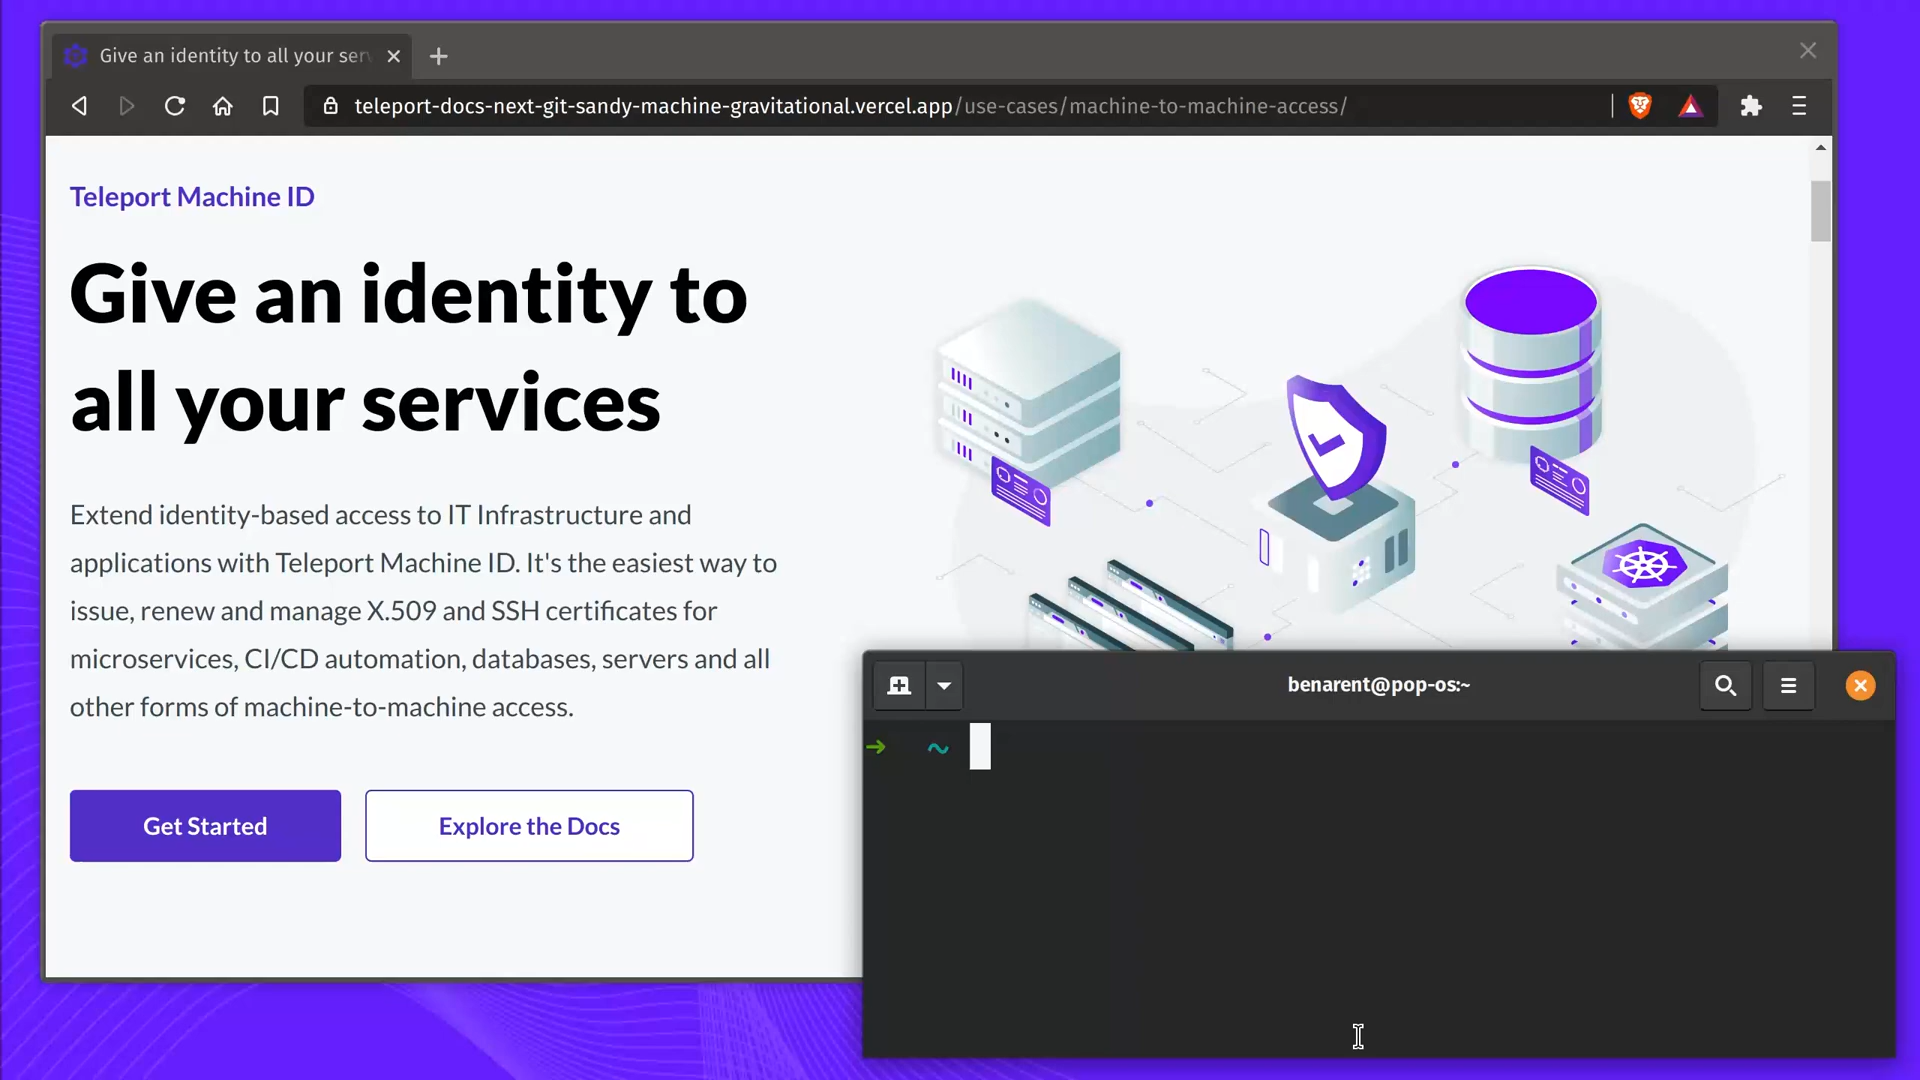 Give an identity to all your ser
teleport-docs-next-git-sandy-machine-gravitational.vercel.app/use-cases/machine-to-machine-access/
Teleport Machine ID
Give an identity to
all your services
Extend identity-based access to IT Infrastructure and
applications with Teleport Machine ID. It's the easiest way to
issue, renew and manage X.509 and SSH certificates for
microservices, CI/CD automation, databases, servers and all
other forms of machine-to-machine access.
Get Started
Explore the Docs
benarent@pop-os:~
➜ ~